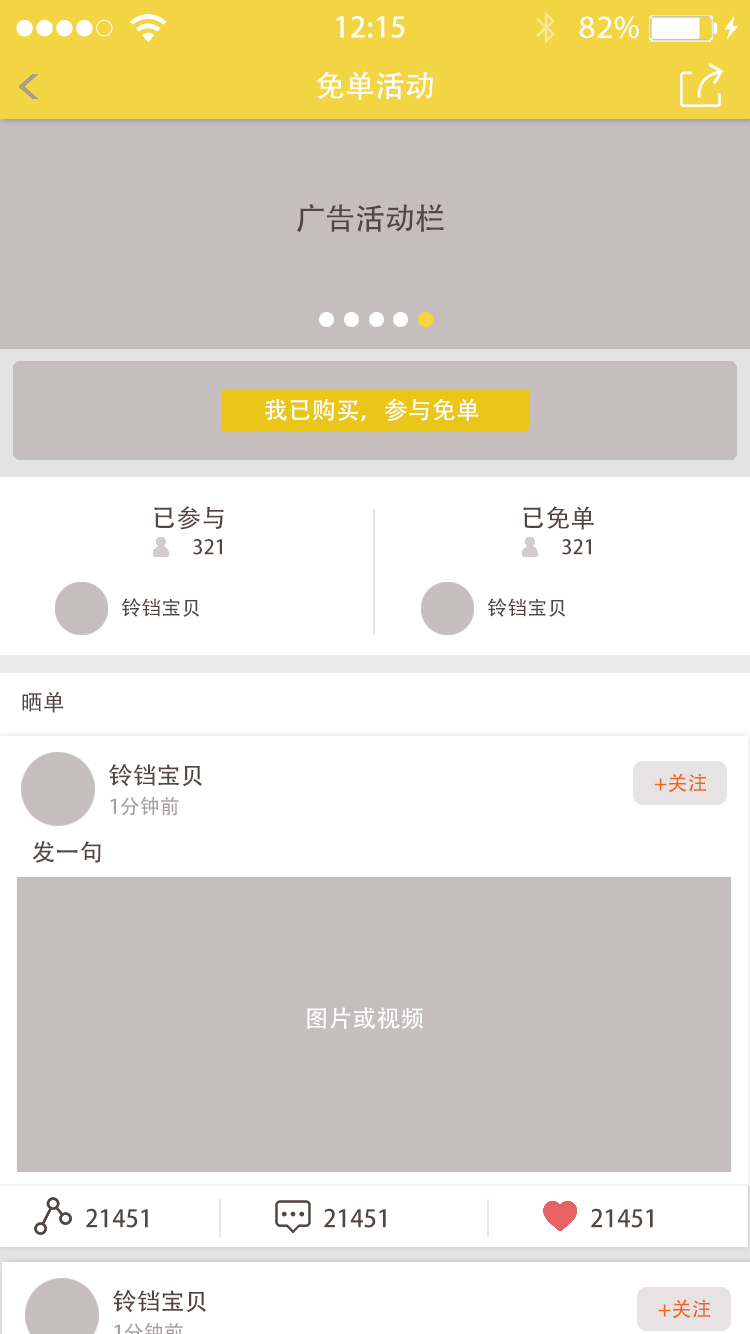 12:15
82%
免单活动
广告活动栏
我已购买，参与免单
已参与
321
铃铛宝贝
已免单
321
铃铛宝贝
晒单
铃铛宝贝
+关注
1分钟前
发一句
图片或视频
21451
21451
21451
铃铛宝贝
+关注
1分钟前